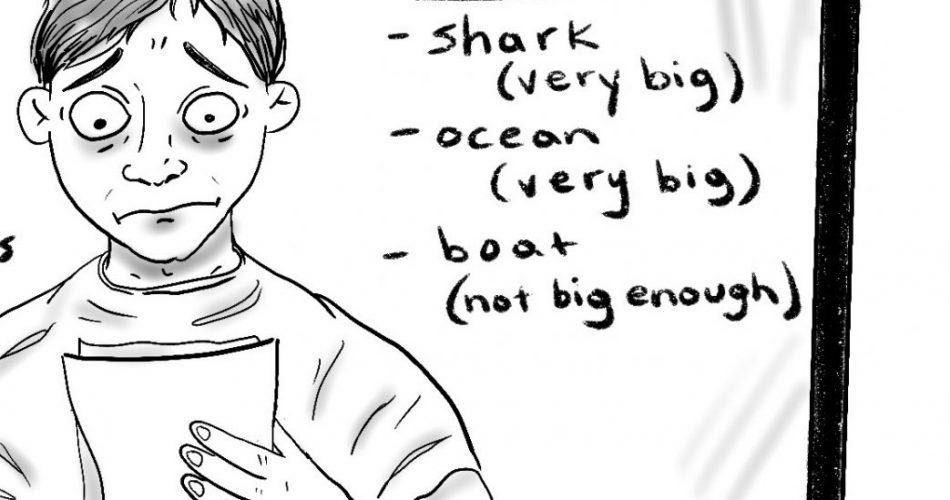 - shark
(very big)
- ocean
(very big)
- boat
(not big enough)